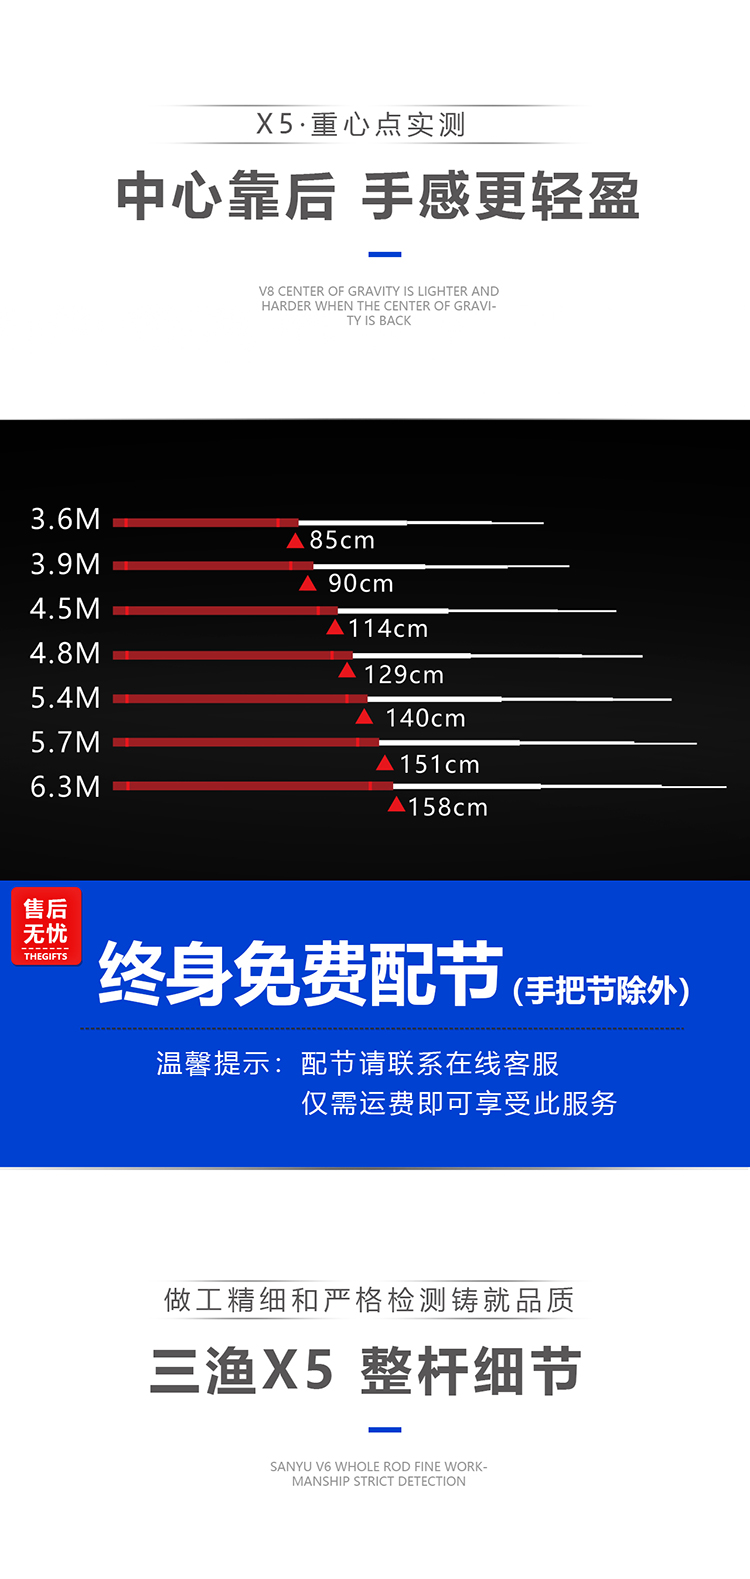 X5·重心点实测
中心靠后 手感更轻盈
V8 CENTER OF GRAVITY IS LIGHTER AND
HARDER WHEN THE CENTER OF GRAVI-
TY IS BACK
3.6M
85cm
3.9M
90cm
4.5M
114cm
4.8M
129cm
5.4M
140cm
5.7M
151cm
6.3M
158cm
售后
无忧
THEGIFTS
终身免费配节(手把节除外)
温馨提示：配节请联系在线客服
仅需运费即可享受此服务
做工精细和严格检测铸就品质
三渔X5 整杆细节
SANYU V6 WHOLE ROD FINE WORK-
MANSHIP STRICT DETECTION